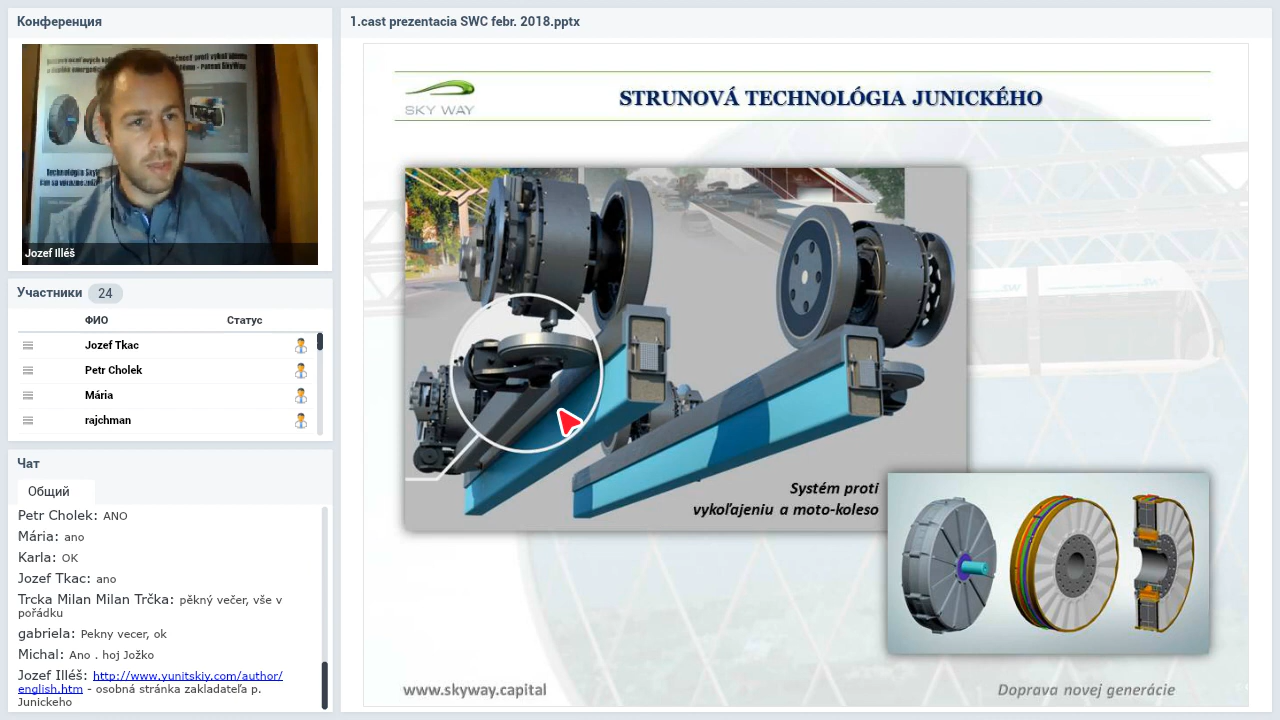 Конференция
Jozef Illéš
Участники 24
ФИО Статус
Jozef Tkac
Petr Cholek
Mária
rajchman
Чат
Общий
Petr Cholek: ANO
Mária: ano
Karla: OK
Jozef Tkac: ano
Trcka Milan Milan Trčka: pěkný večer, vše v
pořádku
gabriela: Pekny vecer, ok
Michal: Ano . hoj Jožko
Jozef Illéš: http://www.yunitskiy.com/author/
english.htm - osobná stránka zakladateľa p.
Junickeho
1.cast prezentacia SWC febr. 2018.pptx
SKY WAY
STRUNOVÁ TECHNOLÓGIA JUNICKÉHO
Systém proti
vykoľajeniu a moto-koleso
www.skyway.capital
Doprava novej generácie